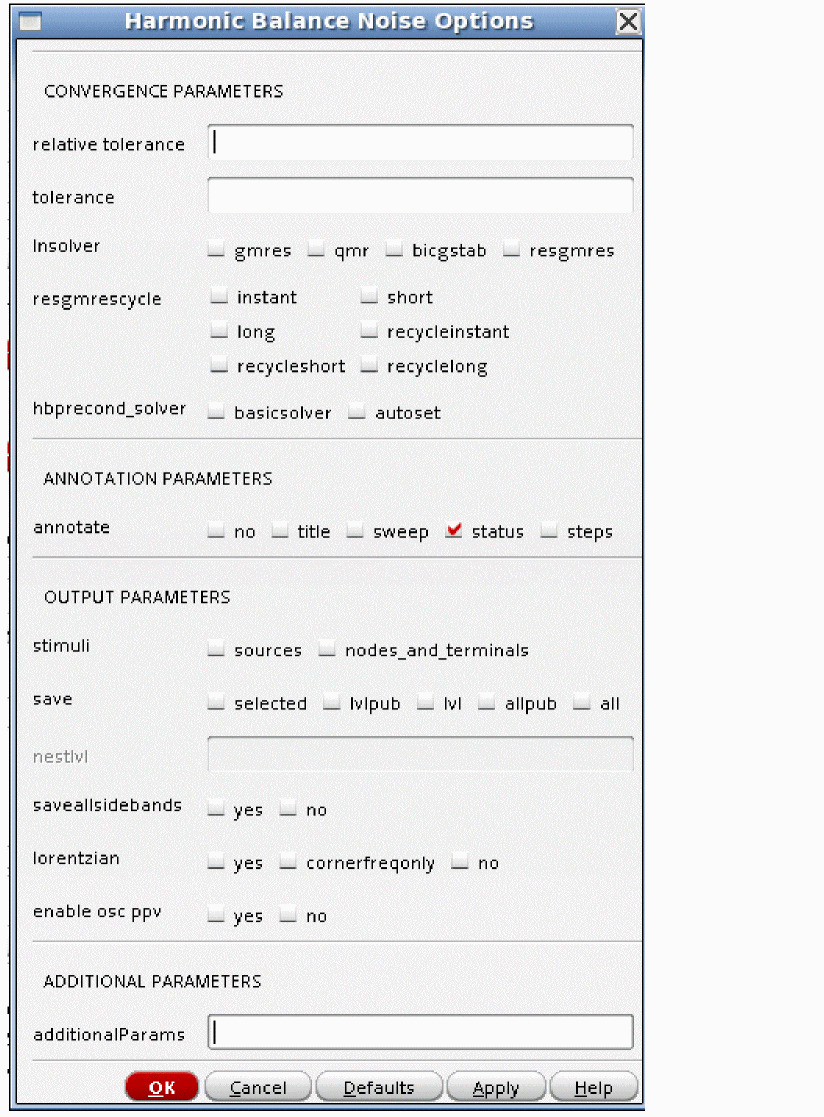 Harmonic Balance Noise Options
CONVERGENCE PARAMETERS
relative tolerance
tolerance
lnsolver gmres qmr bicgstab resgmres
resgmrescycle instant short
long recycleinstant
recycleshort recyclelong
hbprecond_solver basicsolver autoset
ANNOTATION PARAMETERS
annotate no title sweep status steps
OUTPUT PARAMETERS
stimuli sources nodes_and_terminals
save selected lvlpub lvl allpub all
nestlvl
saveallsidebands yes no
lorentzian yes cornerfreqonly no
enable osc ppv yes no
ADDITIONAL PARAMETERS
additionalParams
OK Cancel Defaults Apply Help